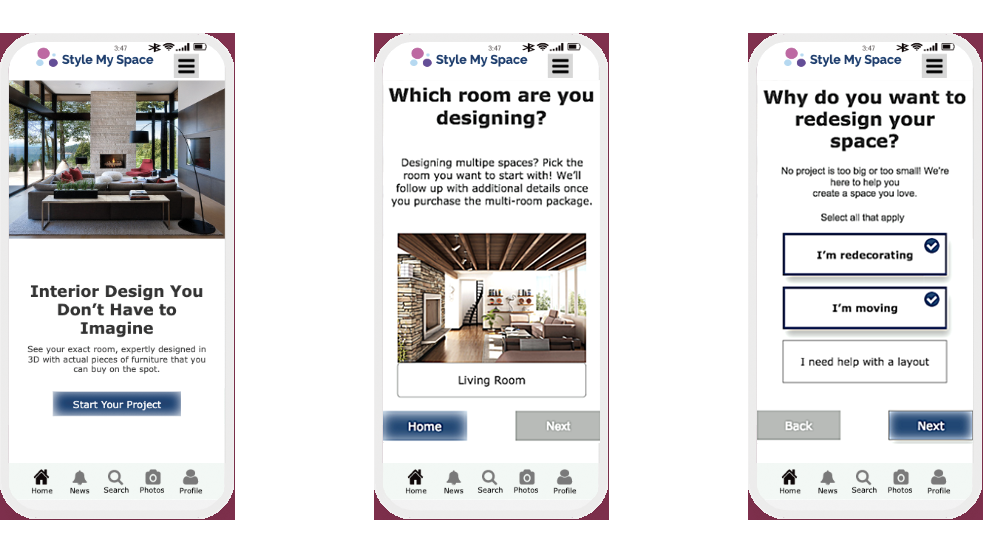 3:47
Style My Space
Interior Design You
Don't Have to
Imagine
See your exact room, expertly designed in
3D with actual pieces of furniture that you
can buy on the spot.
Start Your Project
Home News Search Photos Profile
3:47
Style My Space
Which room are you
designing?
Designing multipe spaces? Pick the
room you want to start with! We'll
follow up with additional details once
you purchase the multi-room package.
Living Room
Home Next
Home News Search Photos Profile
3:47
Style My Space
Why do you want to
redesign your
space?
No project is too big or too small! We're
here to help you
create a space you love.
Select all that apply
I'm redecorating
I'm moving
I need help with a layout
Back Next
Home News Search Photos Profile